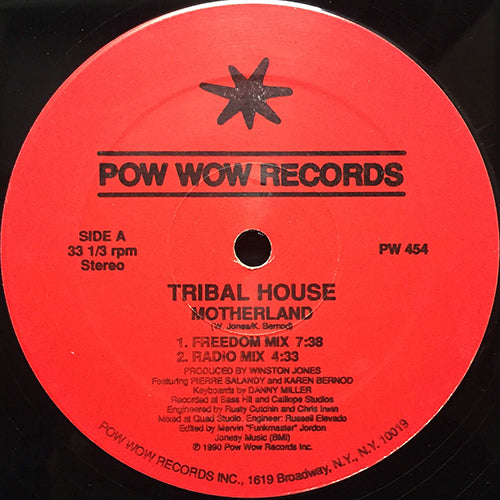 POW WOW RECORDS
SIDE A
33 1/3 rpm
Stereo
PW 454
TRIBAL HOUSE
MOTHERLAND
(W. Jones/K. Bernod)
1. FREEDOM MIX 7:38
2. RADIO MIX 4:33
PRODUCED BY WINSTON JONES
Featuring PIERRE SALANDY and KAREN BERNOD
Keyboards by DANNY MILLER
Recorded at Bass Hit and Calliope Studios
Engineered by Rusty Cutchin and Chris Irwin
Mixed at Quad Studio. Engineer: Russell Elevado
Edited by Mervin "Funkmaster" Jordon
Jonesy Music (BMI)
℗ 1990 Pow Wow Records Inc.
POW WOW RECORDS INC., 1619 Broadway, N.Y., N.Y. 10019